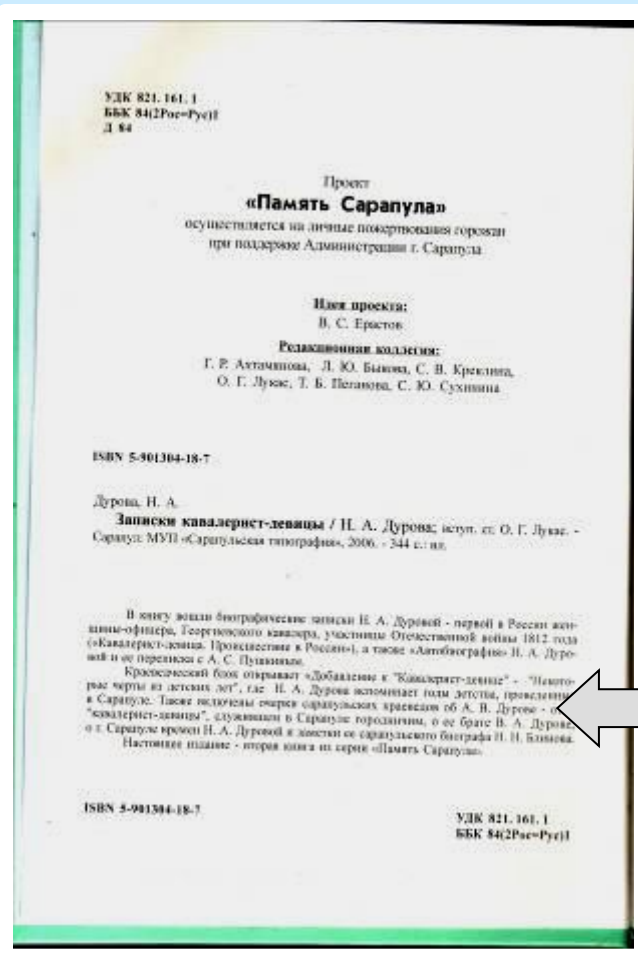 УДК 821. 161. 1
ББК 84(2Рос=Рус)1
Д 84
Проект
«Память Сарапула»
осуществляется на личные пожертвования горожан
при поддержке Администрации г. Сарапула
Идея проекта:
В. С. Ерастов
Редакционная коллегия:
Г. Р. Ахтамянова, Л. Ю. Быкова, С. В. Креклина,
О. Г. Лукас, Т. Б. Пеганова, С. Ю. Сухинина
ISBN 5-901304-18-7
Дурова, Н. А.
Записки кавалерист-девицы / Н. А. Дурова; вступ. ст. О. Г. Лукас. -
Сарапул: МУП «Сарапульская типография», 2006. - 344 с.: ил.
В книгу вошли биографические записки Н. А. Дуровой - первой в России жен-
щины-офицера, Георгиевского кавалера, участницы Отечественной войны 1812 года
(«Кавалерист-девица. Происшествие в России»), а также «Автобиография» Н. А. Дуро-
вой и ее переписка с А. С. Пушкиным.
Краеведческий блок открывает «Добавление к "Кавалерист-девице" - "Некото-
рые черты из детских лет", где Н. А. Дурова вспоминает годы детства, проведенные
в Сарапуле. Также включены очерки сарапульских краеведов об А. В. Дурове -
"кавалерист-девицы", служившем в Сарапуле городничим, о ее брате В. А. Дурове,
о г. Сарапуле времен Н. А. Дуровой и заметки ее сарапульского биографа Н. Н. Блинова.
Настоящее издание - вторая книга из серии «Память Сарапула».
ISBN 5-901304-18-7
УДК 821. 161. 1
ББК 84(2Рос=Рус)1